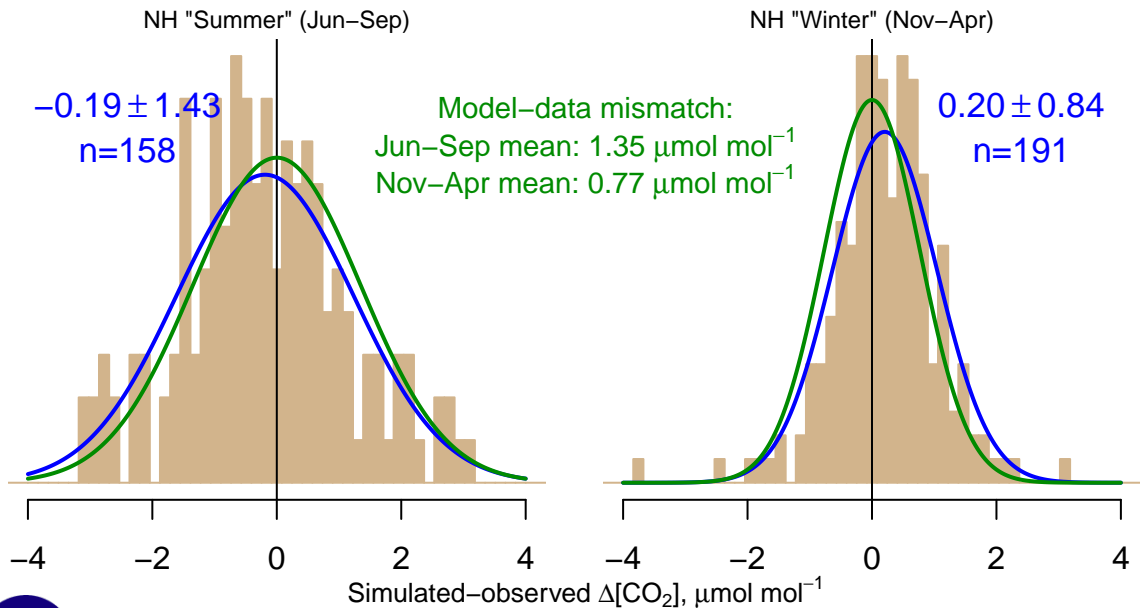 NH "Summer" (Jun−Sep)
NH "Winter" (Nov−Apr)
−0.19 ± 1.43
n=158
Model−data mismatch:
Jun−Sep mean: 1.35 μmol mol⁻¹
Nov−Apr mean: 0.77 μmol mol⁻¹
0.20 ± 0.84
n=191
−4 −2 0 2 4
−4 −2 0 2 4
Simulated−observed Δ[CO₂], μmol mol⁻¹